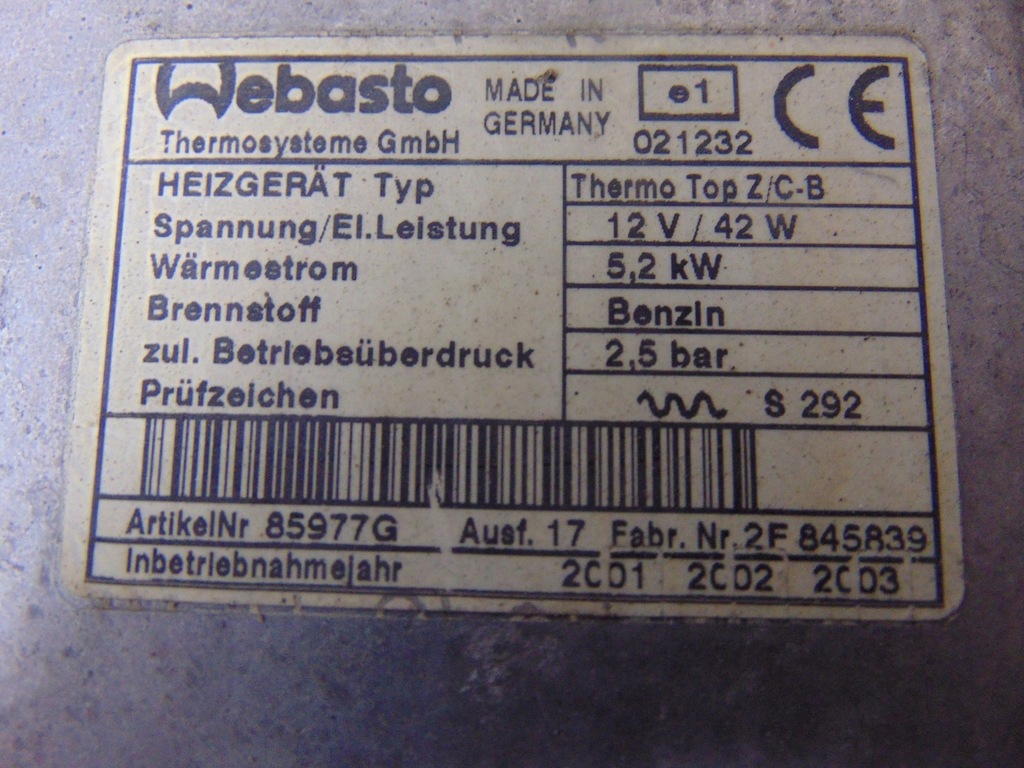 Webasto
Thermosysteme GmbH
MADE IN
GERMANY
e1
021232
CE
HEIZGERÄT Typ Thermo Top Z/C-B
Spannung/El.Leistung 12 V / 42 W
Wärmestrom 5,2 kW
Brennstoff Benzin
zul. Betriebsüberdruck 2,5 bar
Prüfzeichen S 292
ArtikelNr 85977G Ausf. 17 Fabr. Nr. 2F 845839
Inbetriebnahmejahr 2001 2002 2003